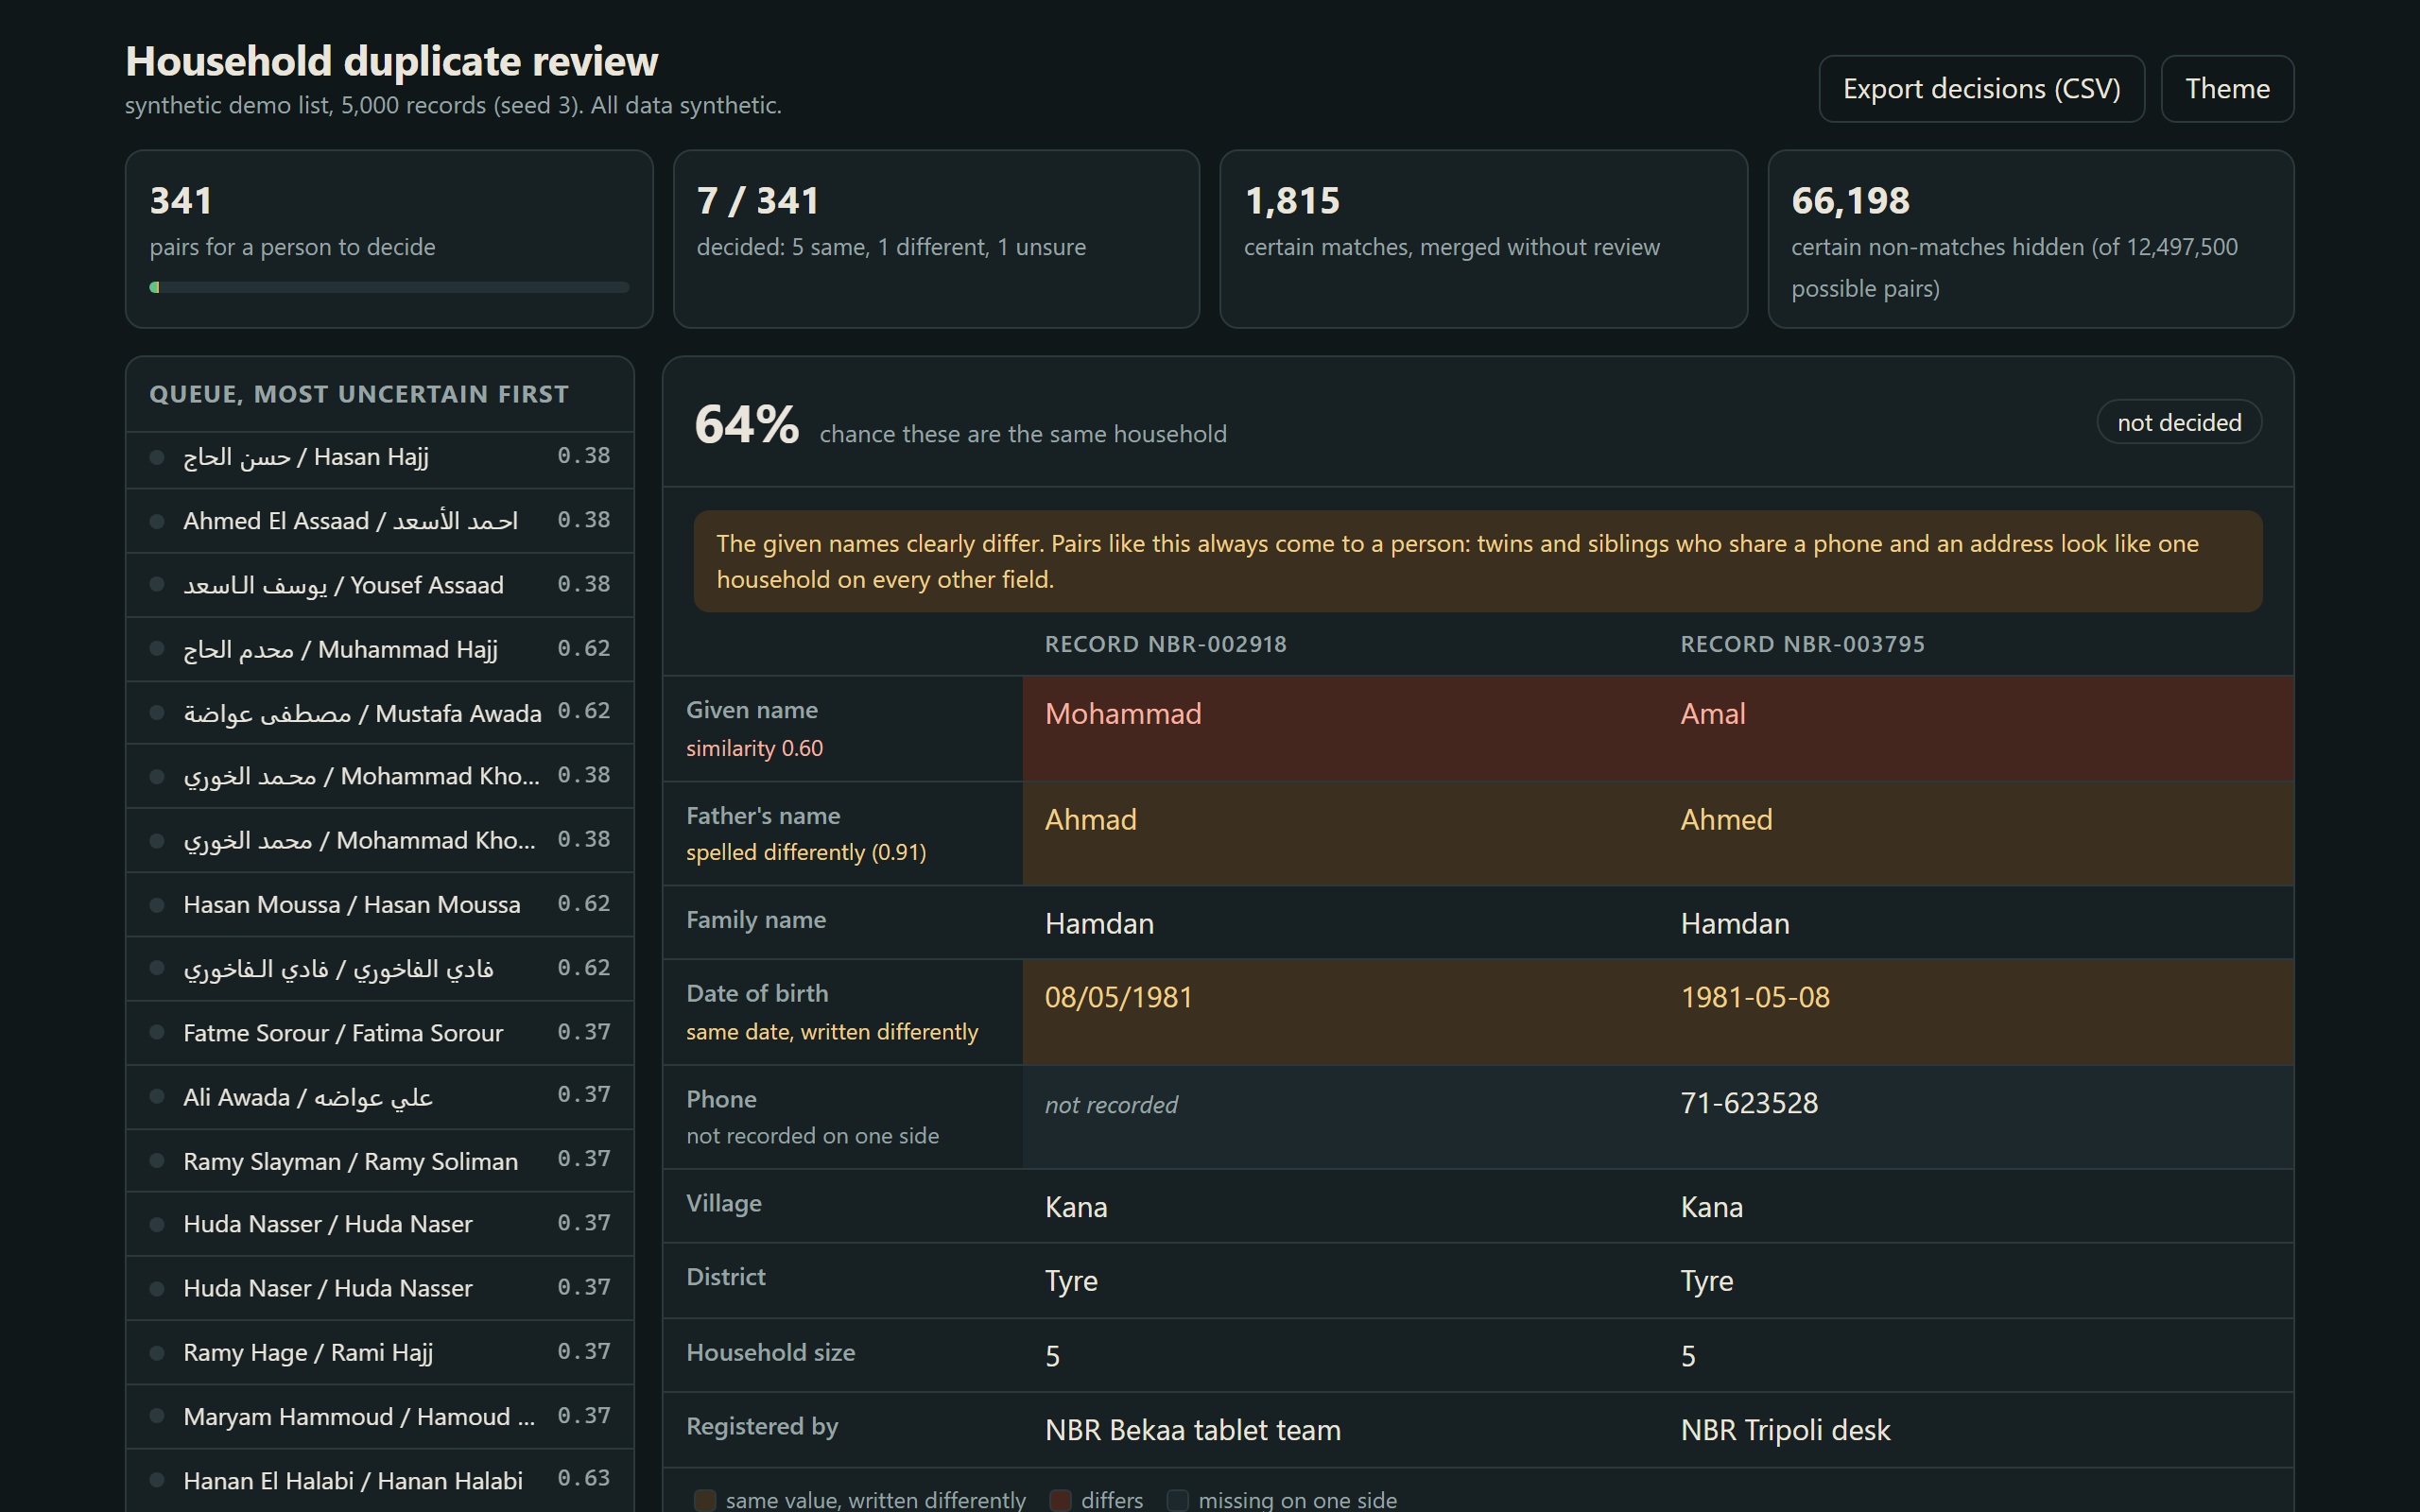 Household duplicate review
synthetic demo list, 5,000 records (seed 3). All data synthetic.
Export decisions (CSV)
Theme
341
pairs for a person to decide
7 / 341
decided: 5 same, 1 different, 1 unsure
1,815
certain matches, merged without review
66,198
certain non-matches hidden (of 12,497,500
possible pairs)
QUEUE, MOST UNCERTAIN FIRST
حسن الحاج / Hasan Hajj 0.38
Ahmed El Assaad / احـمد الأسعد 0.38
يوسف الـاسعد / Yousef Assaad 0.38
محدم الحاج / Muhammad Hajj 0.62
مصطفى عواضة / Mustafa Awada 0.62
محـمد الخوري / Mohammad Kho... 0.38
محمد الخوري / Mohammad Kho... 0.38
Hasan Moussa / Hasan Moussa 0.62
فادي الفاخوري / فادي الـفاخوري 0.62
Fatme Sorour / Fatima Sorour 0.37
Ali Awada / علي عواضه 0.37
Ramy Slayman / Ramy Soliman 0.37
Huda Nasser / Huda Naser 0.37
Huda Naser / Huda Nasser 0.37
Ramy Hage / Rami Hajj 0.37
Maryam Hammoud / Hamoud ... 0.37
Hanan El Halabi / Hanan Halabi 0.63
64% chance these are the same household
not decided
The given names clearly differ. Pairs like this always come to a person: twins and siblings who share a phone and an address look like one
household on every other field.
RECORD NBR-002918 RECORD NBR-003795
Given name Mohammad Amal
similarity 0.60
Father's name Ahmad Ahmed
spelled differently (0.91)
Family name Hamdan Hamdan
Date of birth 08/05/1981 1981-05-08
same date, written differently
Phone not recorded 71-623528
not recorded on one side
Village Kana Kana
District Tyre Tyre
Household size 5 5
Registered by NBR Bekaa tablet team NBR Tripoli desk
same value, written differently differs missing on one side